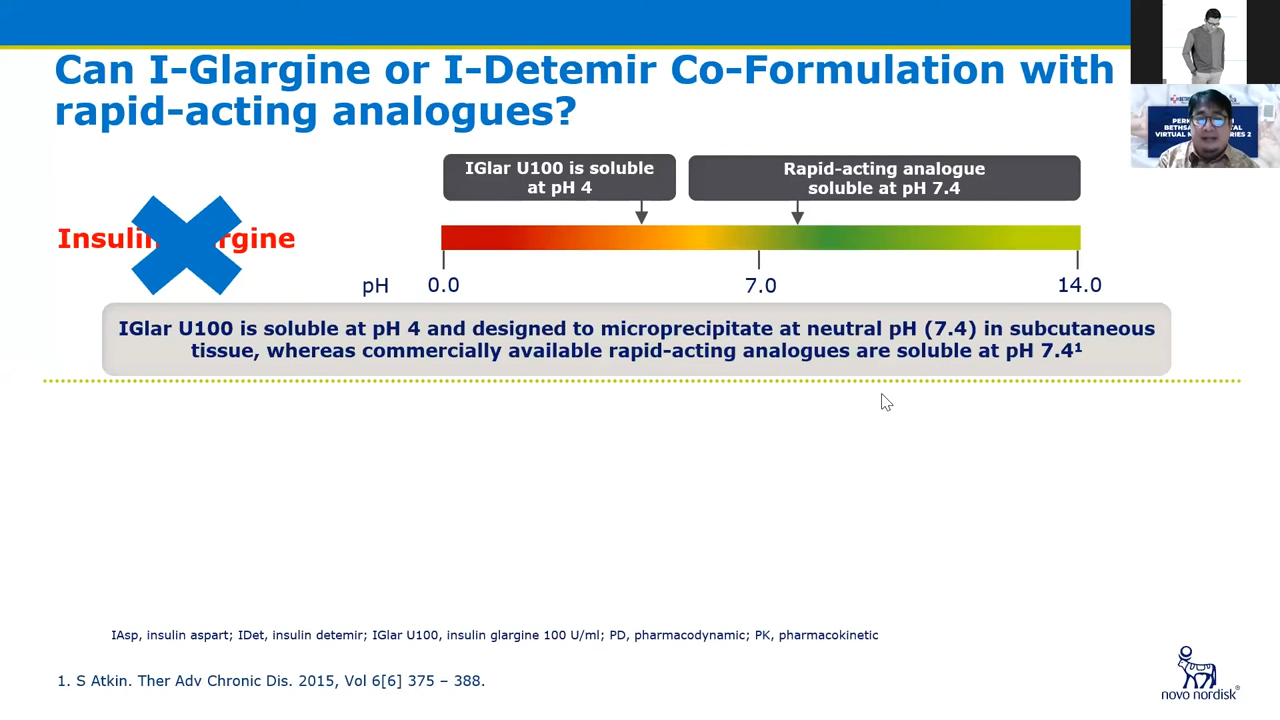 Can I-Glargine or I-Detemir Co-Formulation with
rapid-acting analogues?
IGlar U100 is soluble
at pH 4
Rapid-acting analogue
soluble at pH 7.4
Insulin
pH
0.0
7.0
14.0
IGlar U100 is soluble at pH 4 and designed to microprecipitate at neutral pH (7.4) in subcutaneous
tissue, whereas commercially available rapid-acting analogues are soluble at pH 7.4¹
IAsp, insulin aspart; IDet, insulin detemir; IGlar U100, insulin glargine 100 U/ml; PD, pharmacodynamic; PK, pharmacokinetic
1. S Atkin. Ther Adv Chronic Dis. 2015, Vol 6[6] 375 – 388.
novo nordisk®